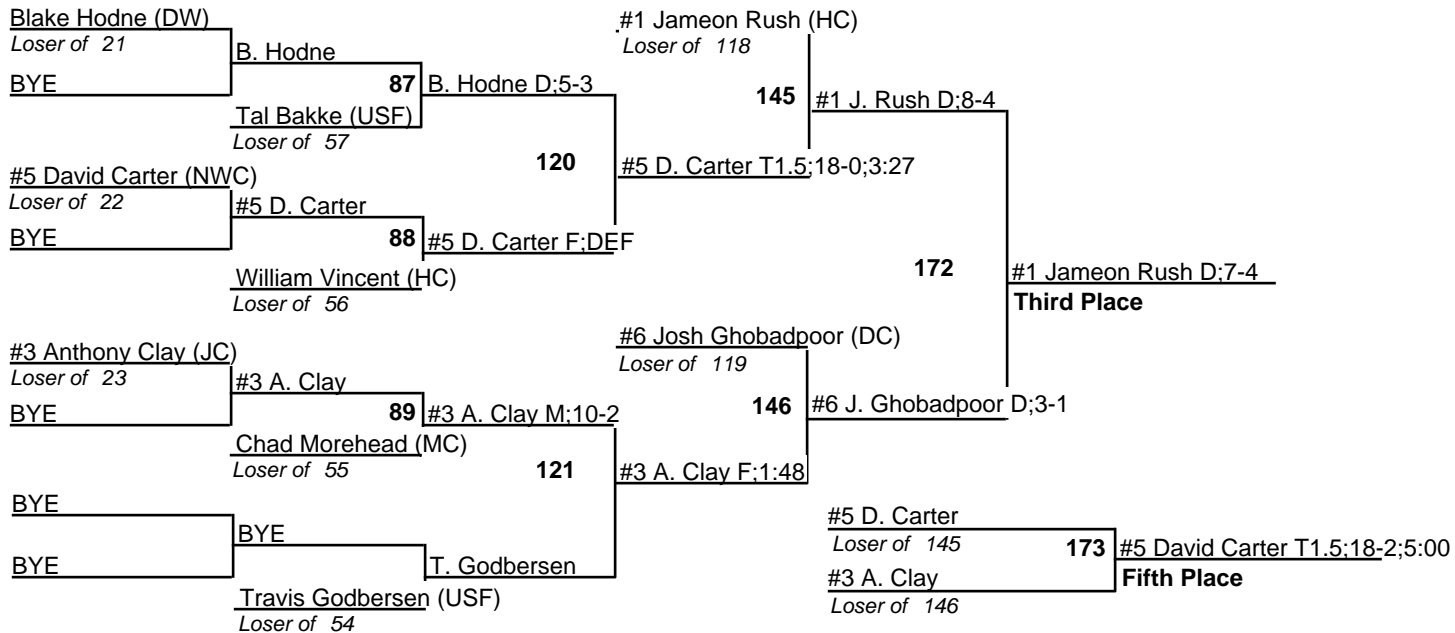 Blake Hodne (DW)
Loser of 21
B. Hodne
BYE
87
B. Hodne D;5-3
Tal Bakke (USF)
Loser of 57
120
#5 David Carter (NWC)
Loser of 22
#5 D. Carter
BYE
88
#5 D. Carter F;DEF
William Vincent (HC)
Loser of 56
#5 D. Carter T1.5;18-0;3:27
#1 Jameon Rush (HC)
Loser of 118
145
#1 J. Rush D;8-4
172
#1 Jameon Rush D;7-4
Third Place
#3 Anthony Clay (JC)
Loser of 23
#3 A. Clay
BYE
89
#3 A. Clay M;10-2
Chad Morehead (MC)
Loser of 55
121
BYE
BYE
BYE
T. Godbersen
Travis Godbersen (USF)
Loser of 54
#3 A. Clay F;1:48
#6 Josh Ghobadpoor (DC)
Loser of 119
146
#6 J. Ghobadpoor D;3-1
#5 D. Carter
Loser of 145
173
#5 David Carter T1.5;18-2;5:00
#3 A. Clay
Fifth Place
Loser of 146